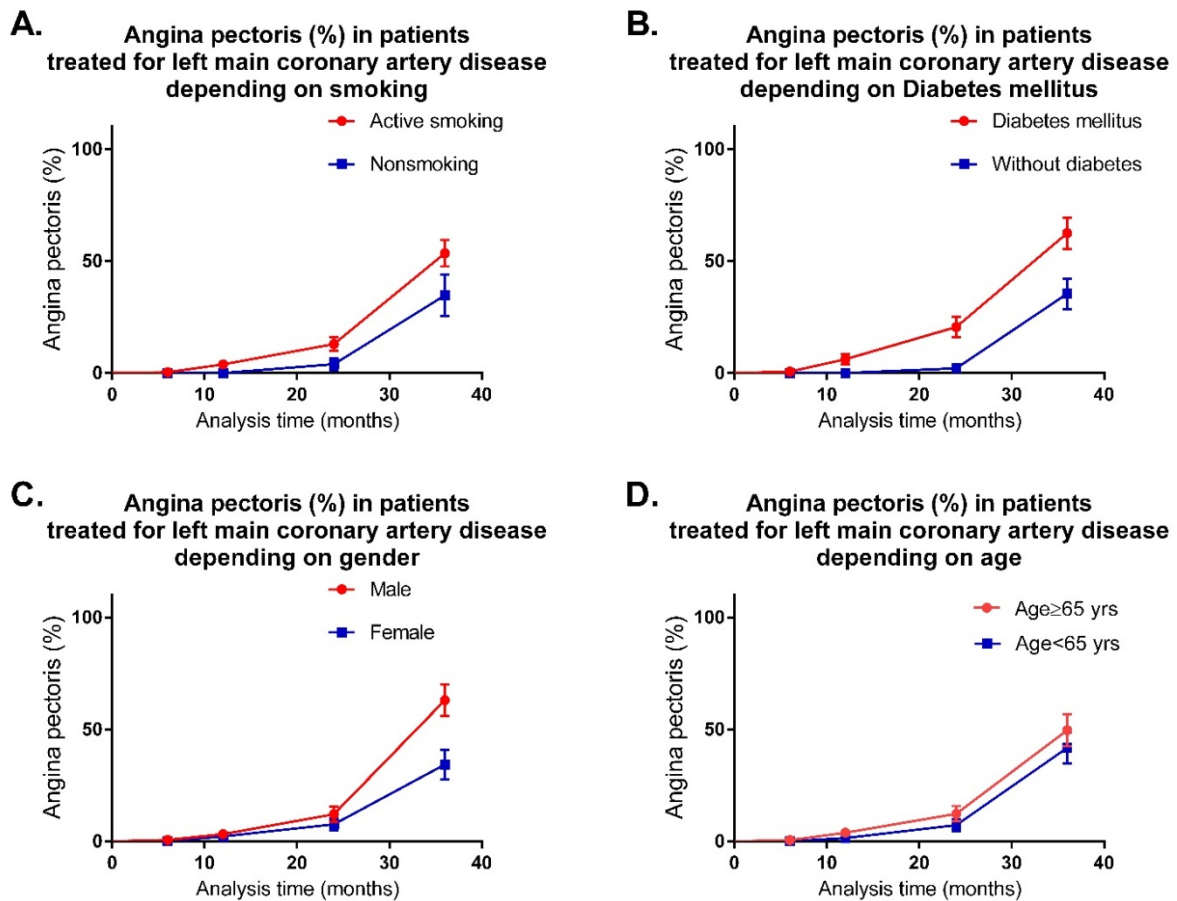 A.
Angina pectoris (%) in patients
treated for left main coronary artery disease
depending on smoking
Active smoking
Nonsmoking
100
50
0
Angina pectoris (%)
0 10 20 30 40
Analysis time (months)
B.
Angina pectoris (%) in patients
treated for left main coronary artery disease
depending on Diabetes mellitus
Diabetes mellitus
Without diabetes
100
50
0
Angina pectoris (%)
0 10 20 30 40
Analysis time (months)
C.
Angina pectoris (%) in patients
treated for left main coronary artery disease
depending on gender
Male
Female
100
50
0
Angina pectoris (%)
0 10 20 30 40
Analysis time (months)
D.
Angina pectoris (%) in patients
treated for left main coronary artery disease
depending on age
Age≥65 yrs
Age<65 yrs
100
50
0
Angina pectoris (%)
0 10 20 30 40
Analysis time (months)